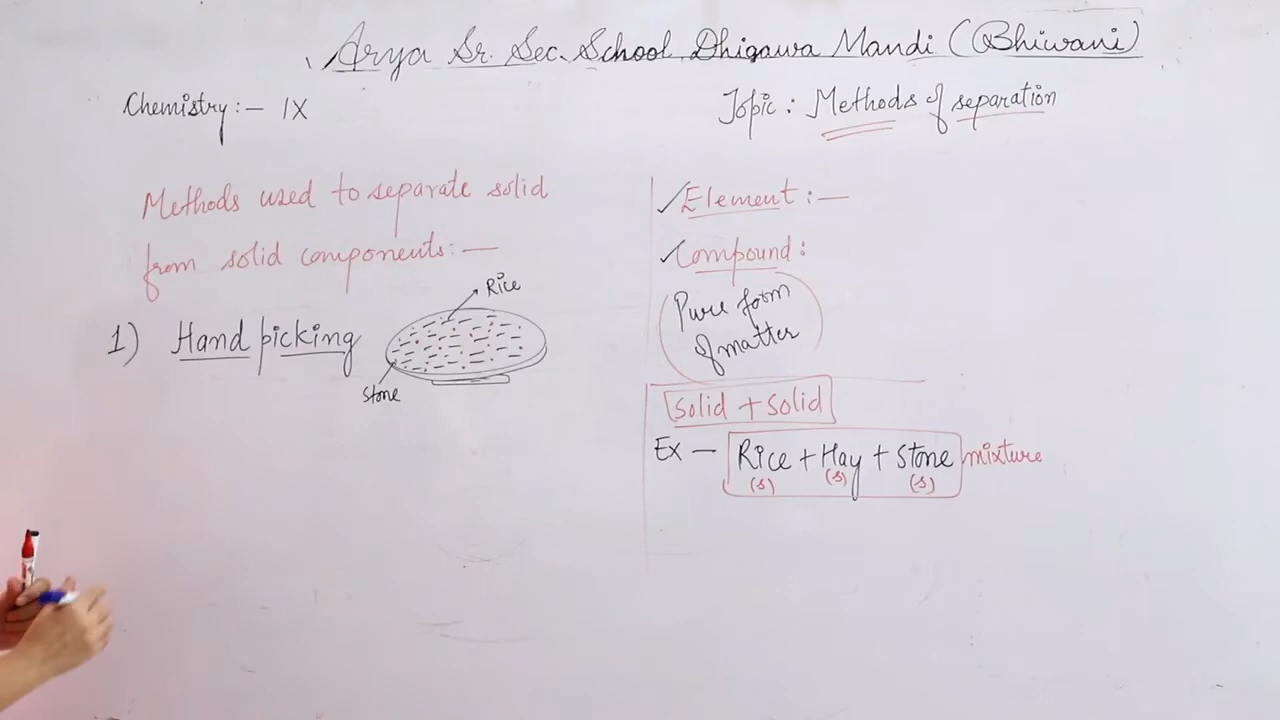 Arya Sr. Sec. School Dhigawa Mandi (Bhiwani)
Chemistry:- IX
Topic: Methods of separation
Methods used to separate solid
from solid components:-
1) Hand picking
Rice
Stone
Element:-
Compound:
Pure form
of matter
Solid + Solid
Ex - Rice + Hay + Stone mixture
(s) (s) (s)